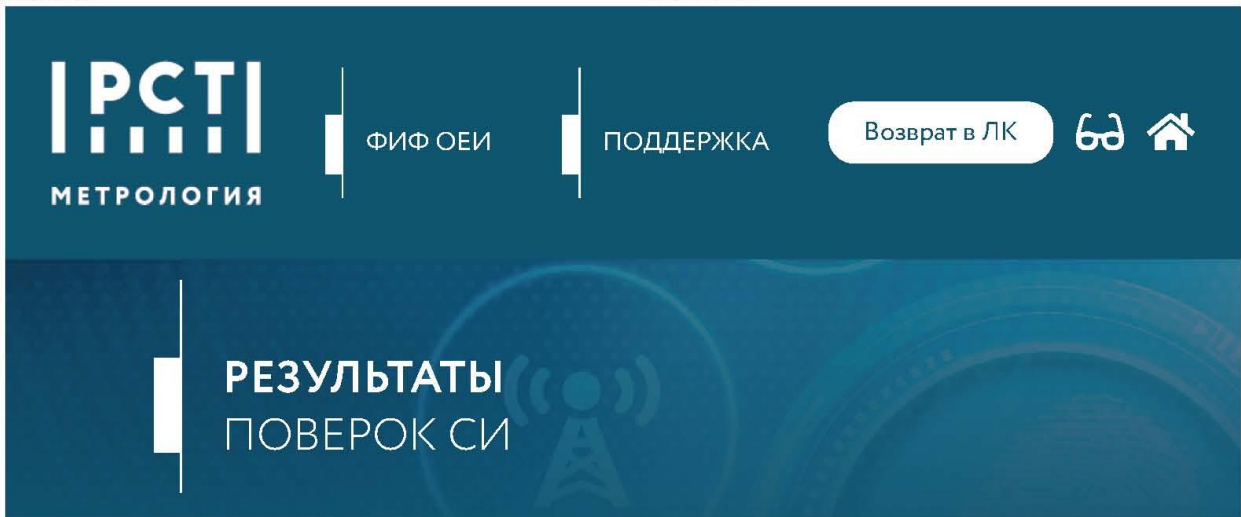 РСТ
МЕТРОЛОГИЯ
ФИФ ОЕИ
ПОДДЕРЖКА
Возврат в ЛК
РЕЗУЛЬТАТЫ
ПОВЕРОК СИ